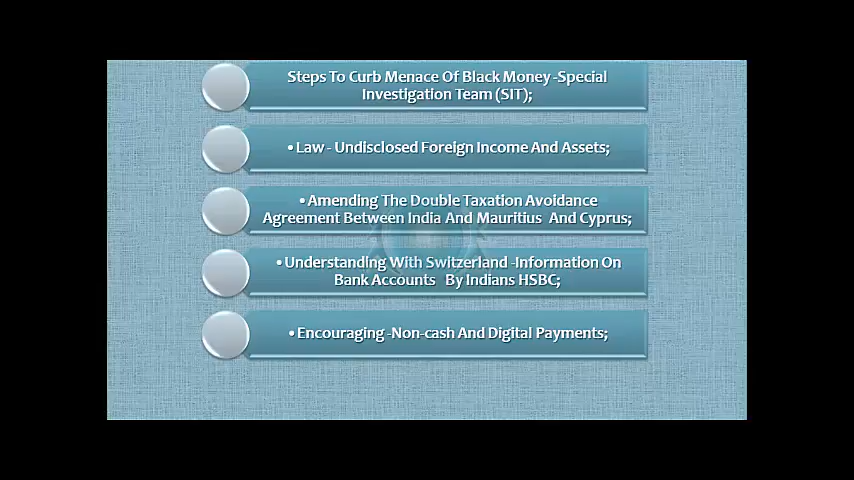 Steps To Curb Menace Of Black Money -Special
Investigation Team (SIT);
• Law - Undisclosed Foreign Income And Assets;
• Amending The Double Taxation Avoidance
Agreement Between India And Mauritius And Cyprus;
• Understanding With Switzerland -Information On
Bank Accounts By Indians HSBC;
• Encouraging -Non-cash And Digital Payments;